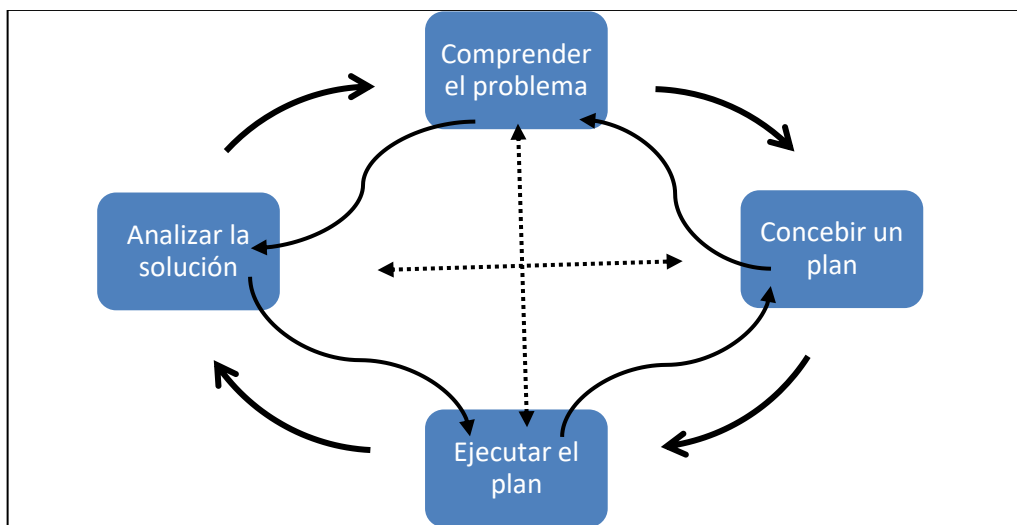 Comprender
el problema
Analizar la
solución
Concebir un
plan
Ejecutar el
plan